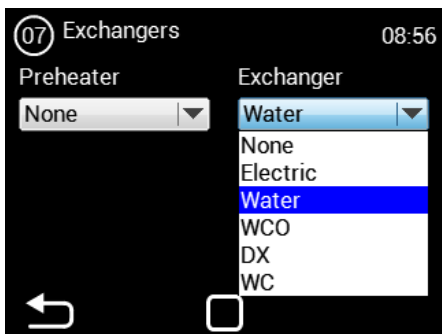 07 Exchangers 08:56
Preheater Exchanger
None Water
None
Electric
Water
WCO
DX
WC